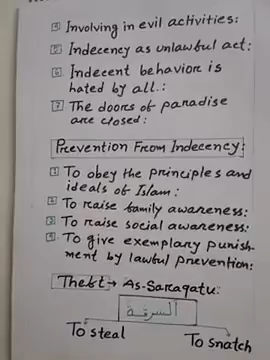 4 Involving in evil activities:
5 Indecency as unlawful act:
6 Indecent behavior is
hated by all.:
7 The doors of paradise
are closed:
Prevention From Indecency:
1 To obey the principles and
ideals of Islam:
2 To raise family awareness:
3 To raise social awareness:
4 To give exemplary punish-
ment by lawful prevention:
Theft → As-Saraqatu:
السرقة
To steal To snatch